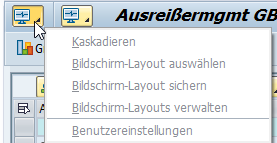 Ausreißermgmt GB
G
Kaskadieren
Bildschirm-Layout auswählen
Bildschirm-Layout sichern
Bildschirm-Layouts verwalten
Benutzereinstellungen